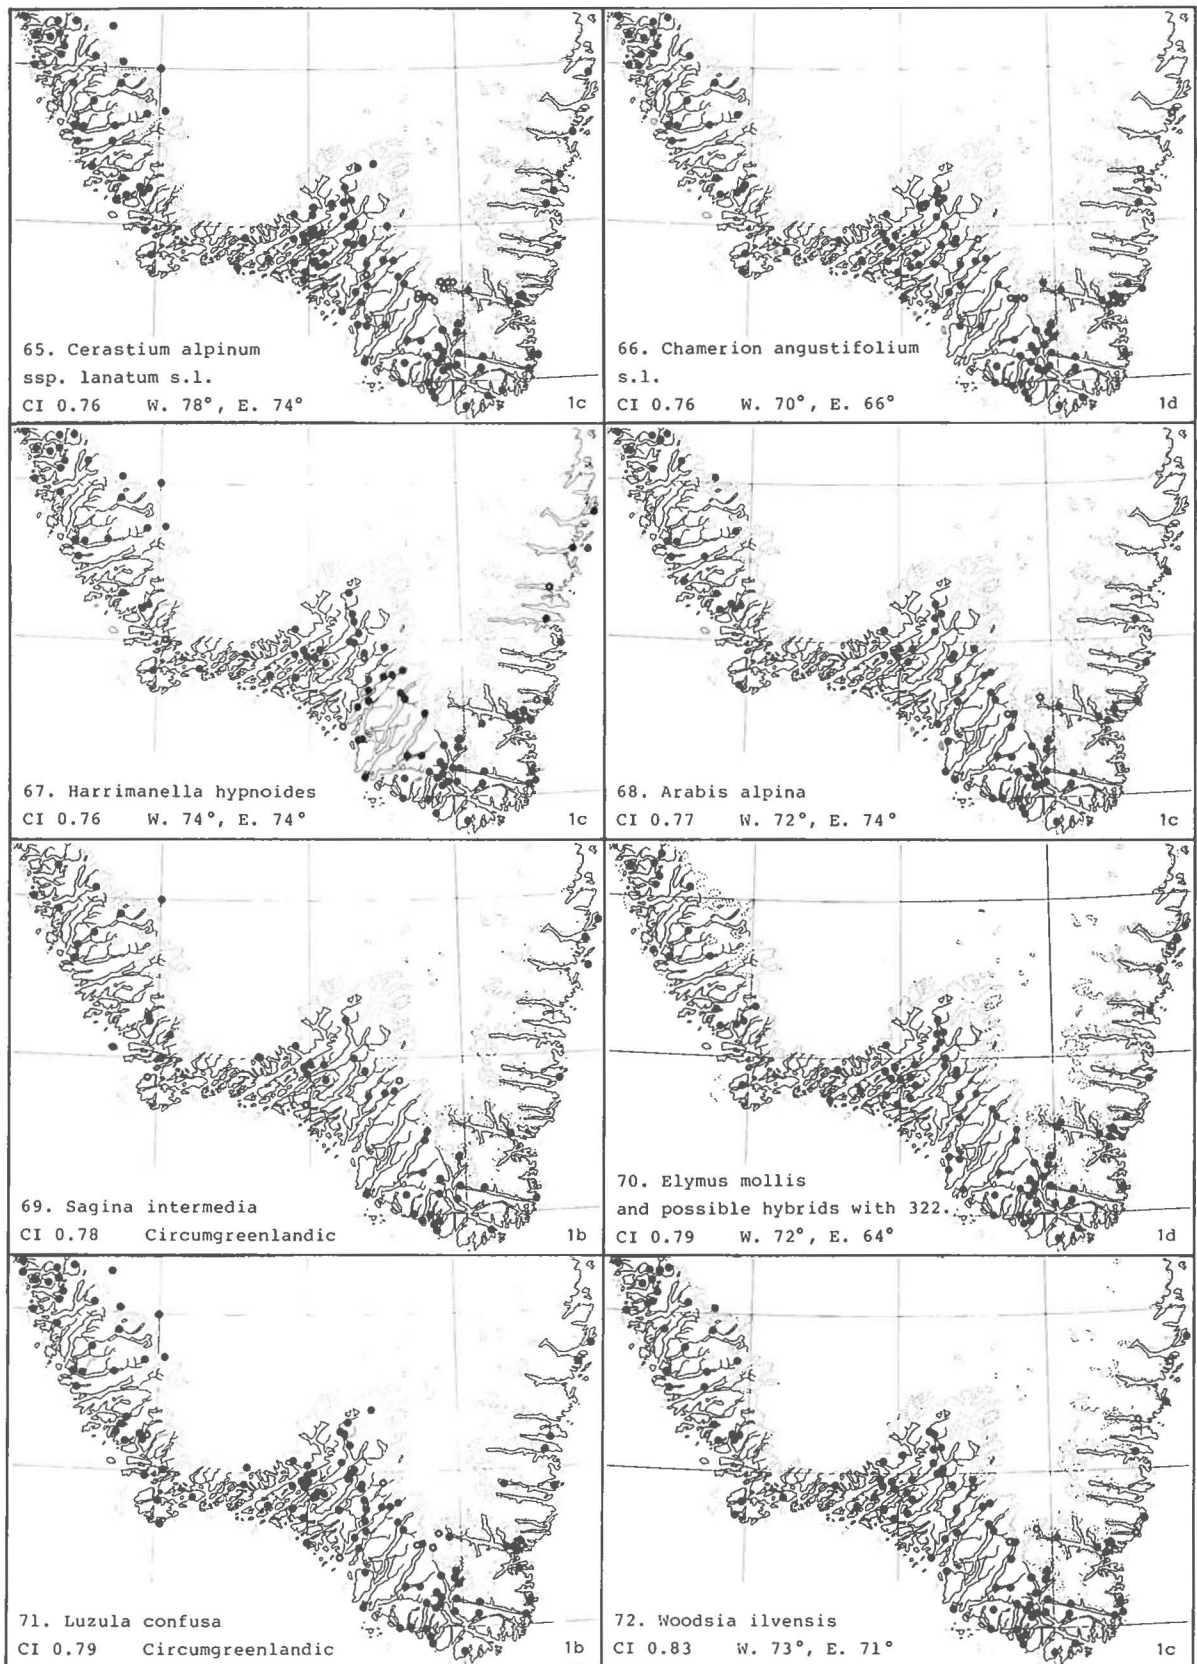 65. Cerastium alpinum
ssp. lanatum s.l.
CI 0.76 W. 78°, E. 74° 1c
66. Chamerion angustifolium
s.l.
CI 0.76 W. 70°, E. 66° 1d
67. Harrimanella hypnoides
CI 0.76 W. 74°, E. 74° 1c
68. Arabis alpina
CI 0.77 W. 72°, E. 74° 1c
69. Sagina intermedia
CI 0.78 Circumgreenlandic 1b
70. Elymus mollis
and possible hybrids with 322.
CI 0.79 W. 72°, E. 64° 1d
71. Luzula confusa
CI 0.79 Circumgreenlandic 1b
72. Woodsia ilvensis
CI 0.83 W. 73°, E. 71° 1c